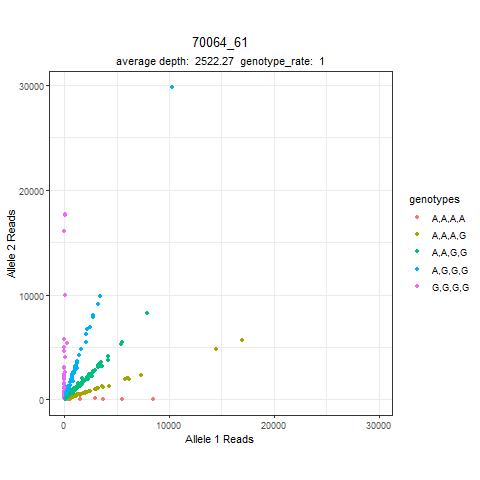 70064_61
average depth:  2522.27  genotype_rate:  1
30000
20000
10000
0
Allele 2 Reads
0 10000 20000 30000
Allele 1 Reads
genotypes
A,A,A,A
A,A,A,G
A,A,G,G
A,G,G,G
G,G,G,G